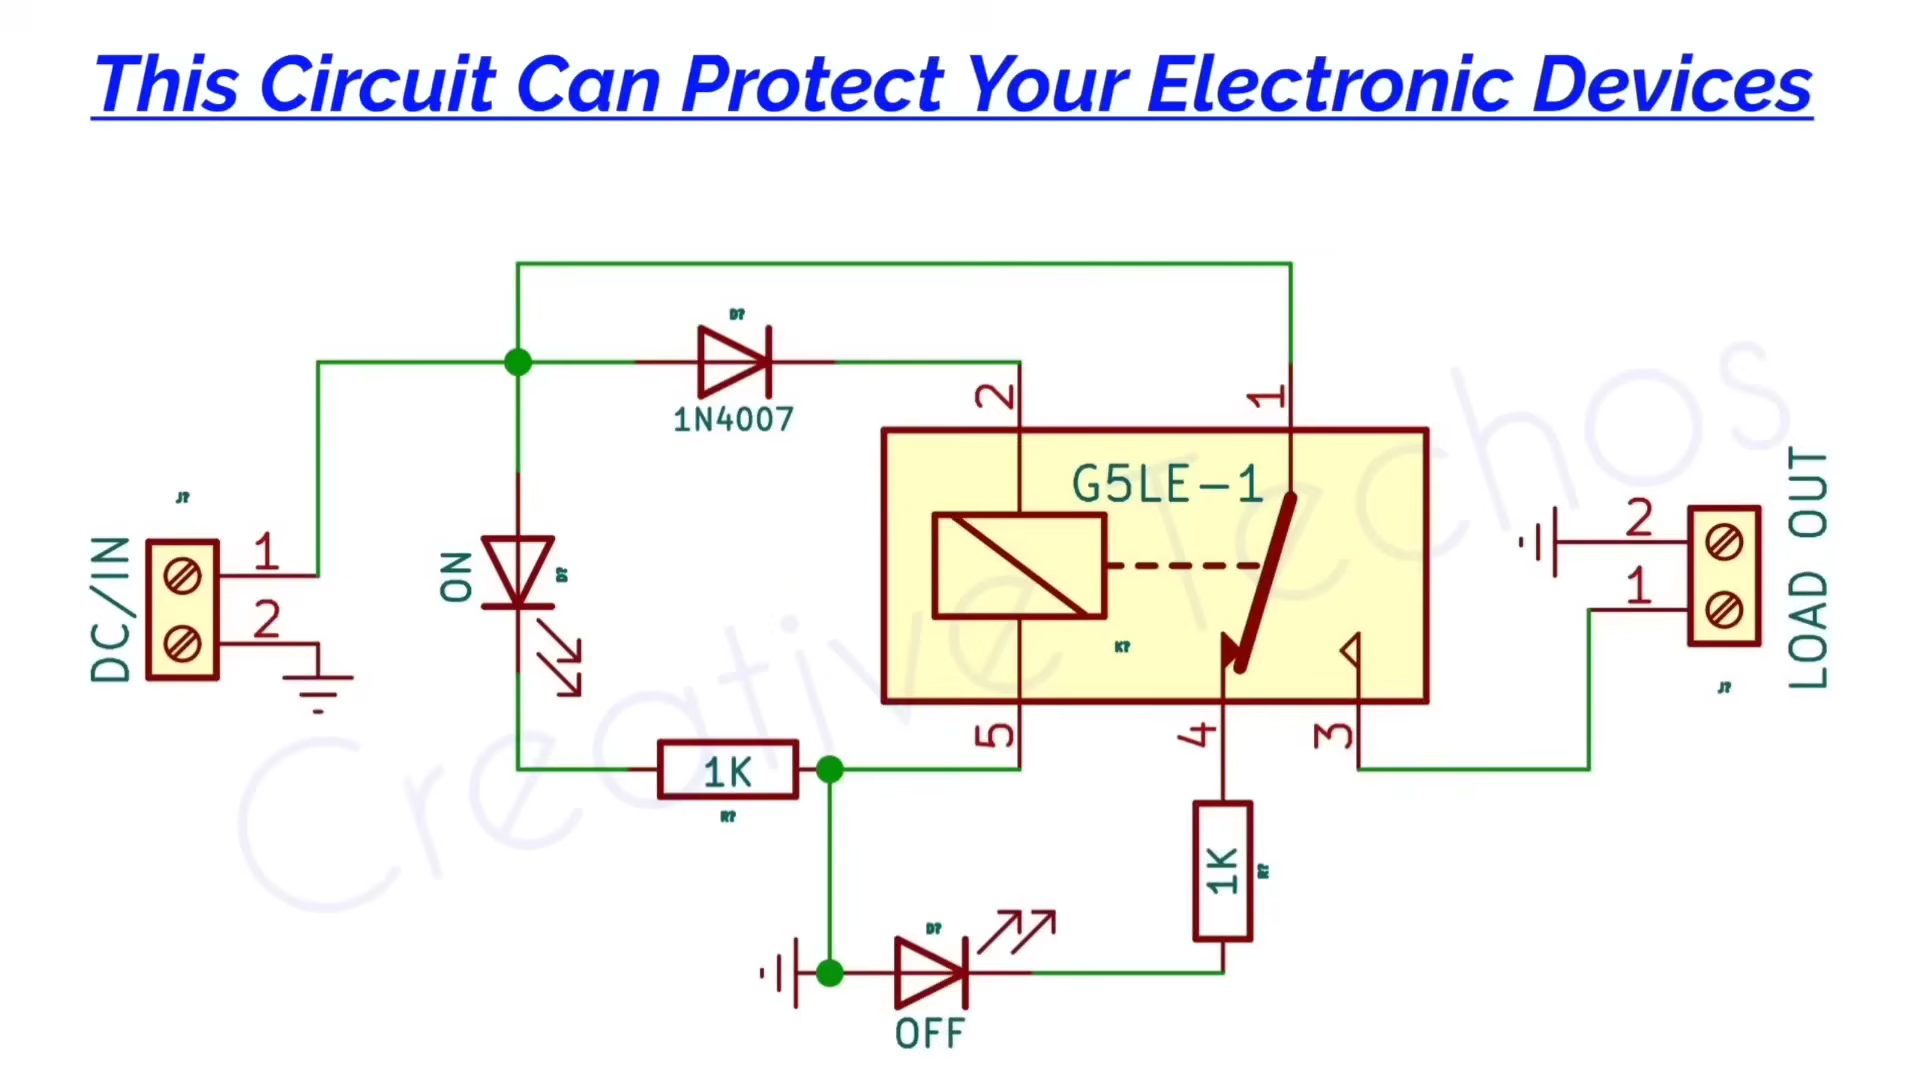 This Circuit Can Protect Your Electronic Devices
D?
1N4007
2
1
G5LE-1
K?
5
4
3
J?
DC/IN
1
2
ON
D?
1K
R?
1K
R?
D?
OFF
2
1
LOAD OUT
J?
Creative Techos